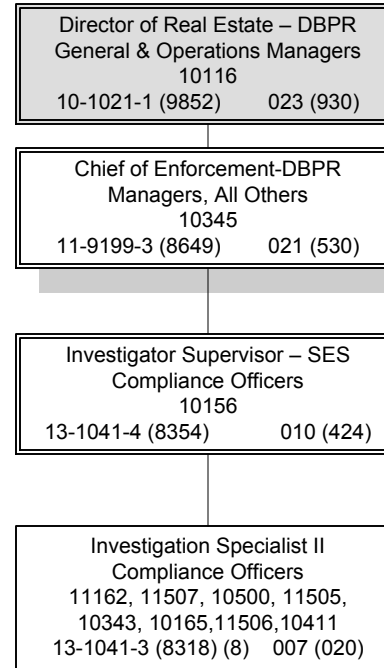 Director of Real Estate – DBPR
General & Operations Managers
10116
10-1021-1 (9852) 023 (930)
Chief of Enforcement-DBPR
Managers, All Others
10345
11-9199-3 (8649) 021 (530)
Investigator Supervisor – SES
Compliance Officers
10156
13-1041-4 (8354) 010 (424)
Investigation Specialist II
Compliance Officers
11162, 11507, 10500, 11505,
10343, 10165,11506,10411
13-1041-3 (8318) (8) 007 (020)